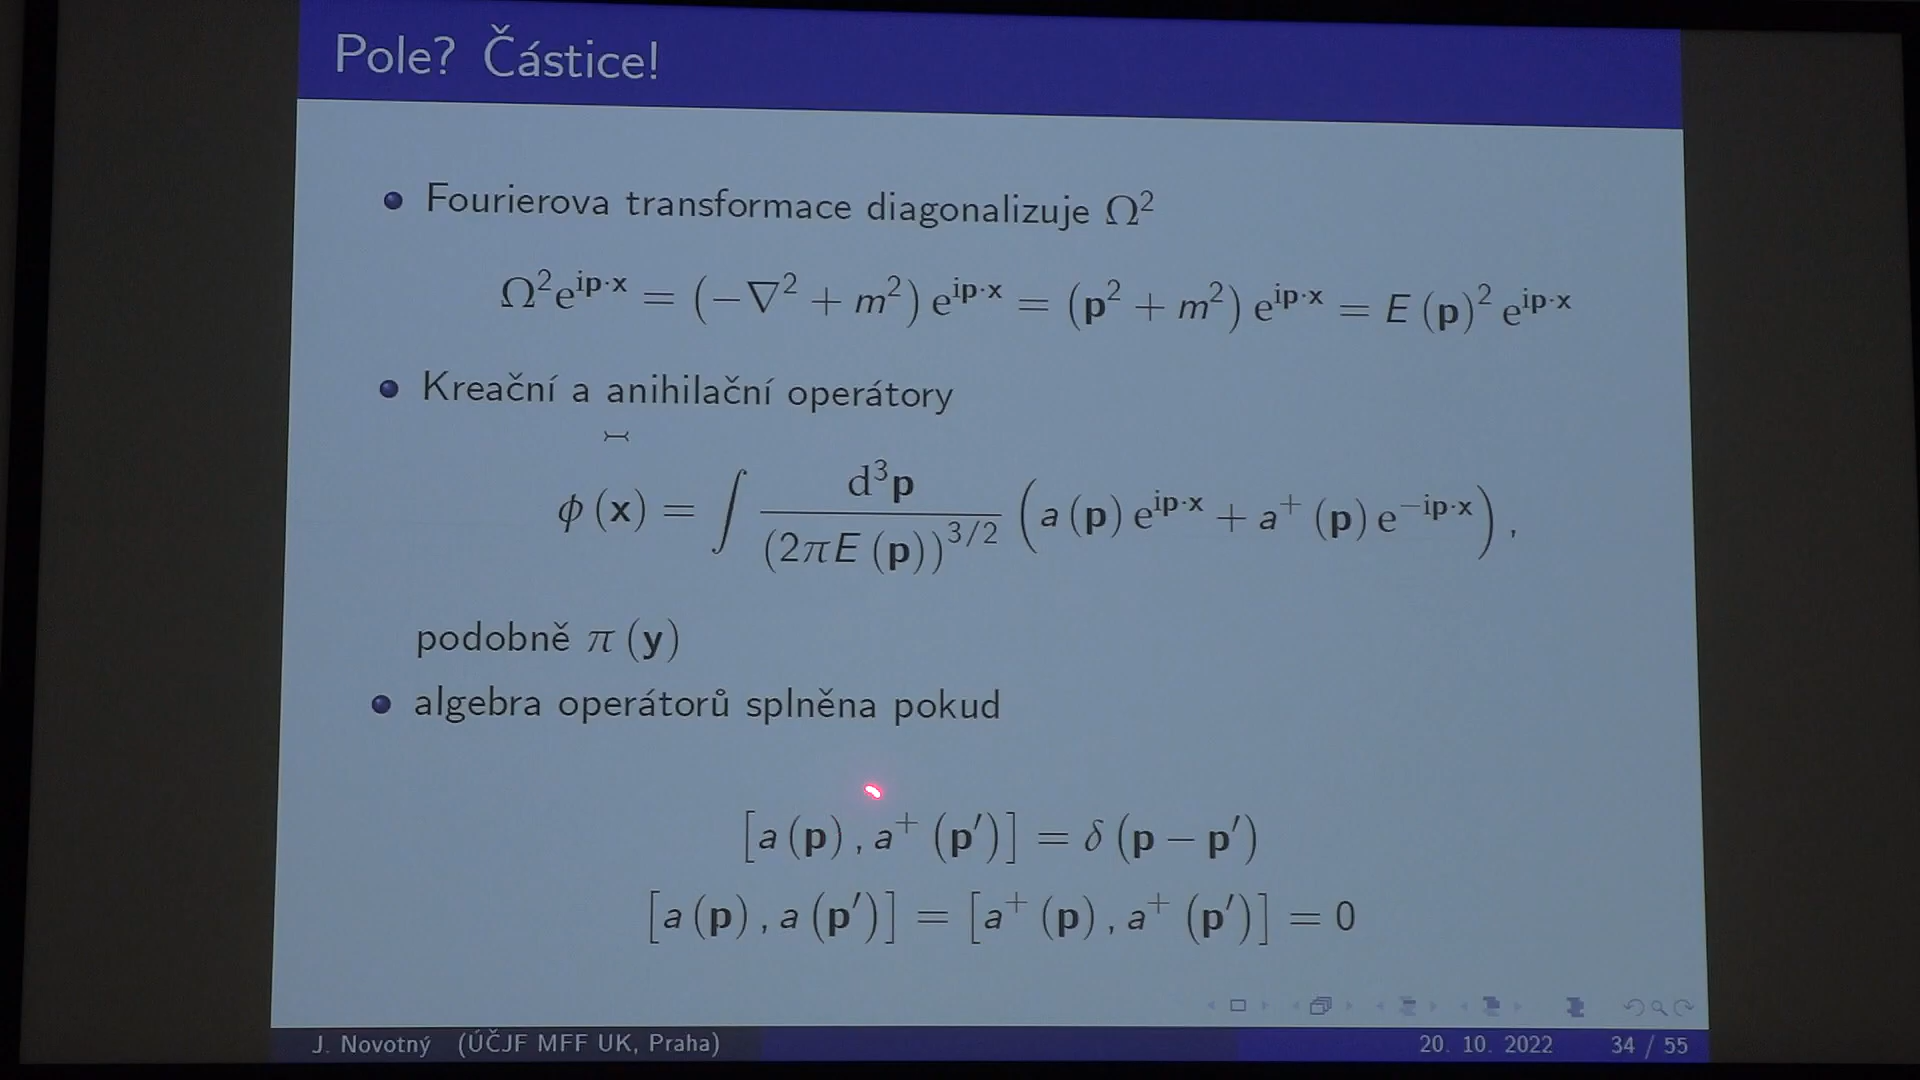 Pole? Částice!
Fourierova transformace diagonalizuje Ω²
Ω²e^{ip·x} = (−∇² + m²) e^{ip·x} = (p² + m²) e^{ip·x} = E (p)² e^{ip·x}
Kreační a anihilační operátory
ϕ (x) = ∫ d³p / (2πE (p))^{3/2} (a (p) e^{ip·x} + a⁺ (p) e^{−ip·x}) ,
podobně π (y)
algebra operátorů splněna pokud
[a (p) , a⁺ (p′)] = δ (p − p′)
[a (p) , a (p′)] = [a⁺ (p) , a⁺ (p′)] = 0
J. Novotný (ÚČJF MFF UK, Praha) 20. 10. 2022 34 / 55